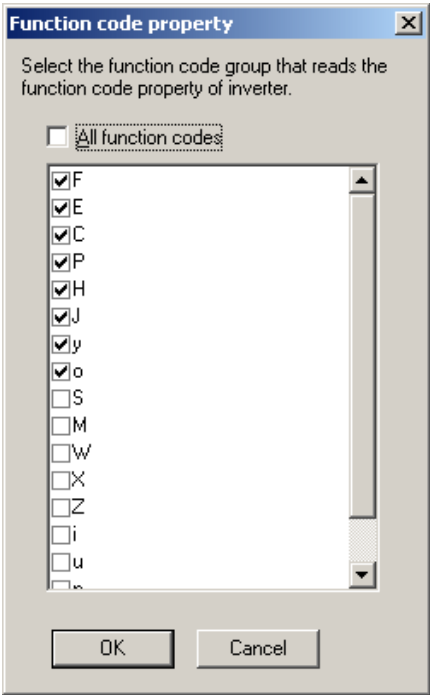 Function code property
Select the function code group that reads the
function code property of inverter.
All function codes
F
E
C
P
H
J
y
o
S
M
W
X
Z
i
u
OK
Cancel